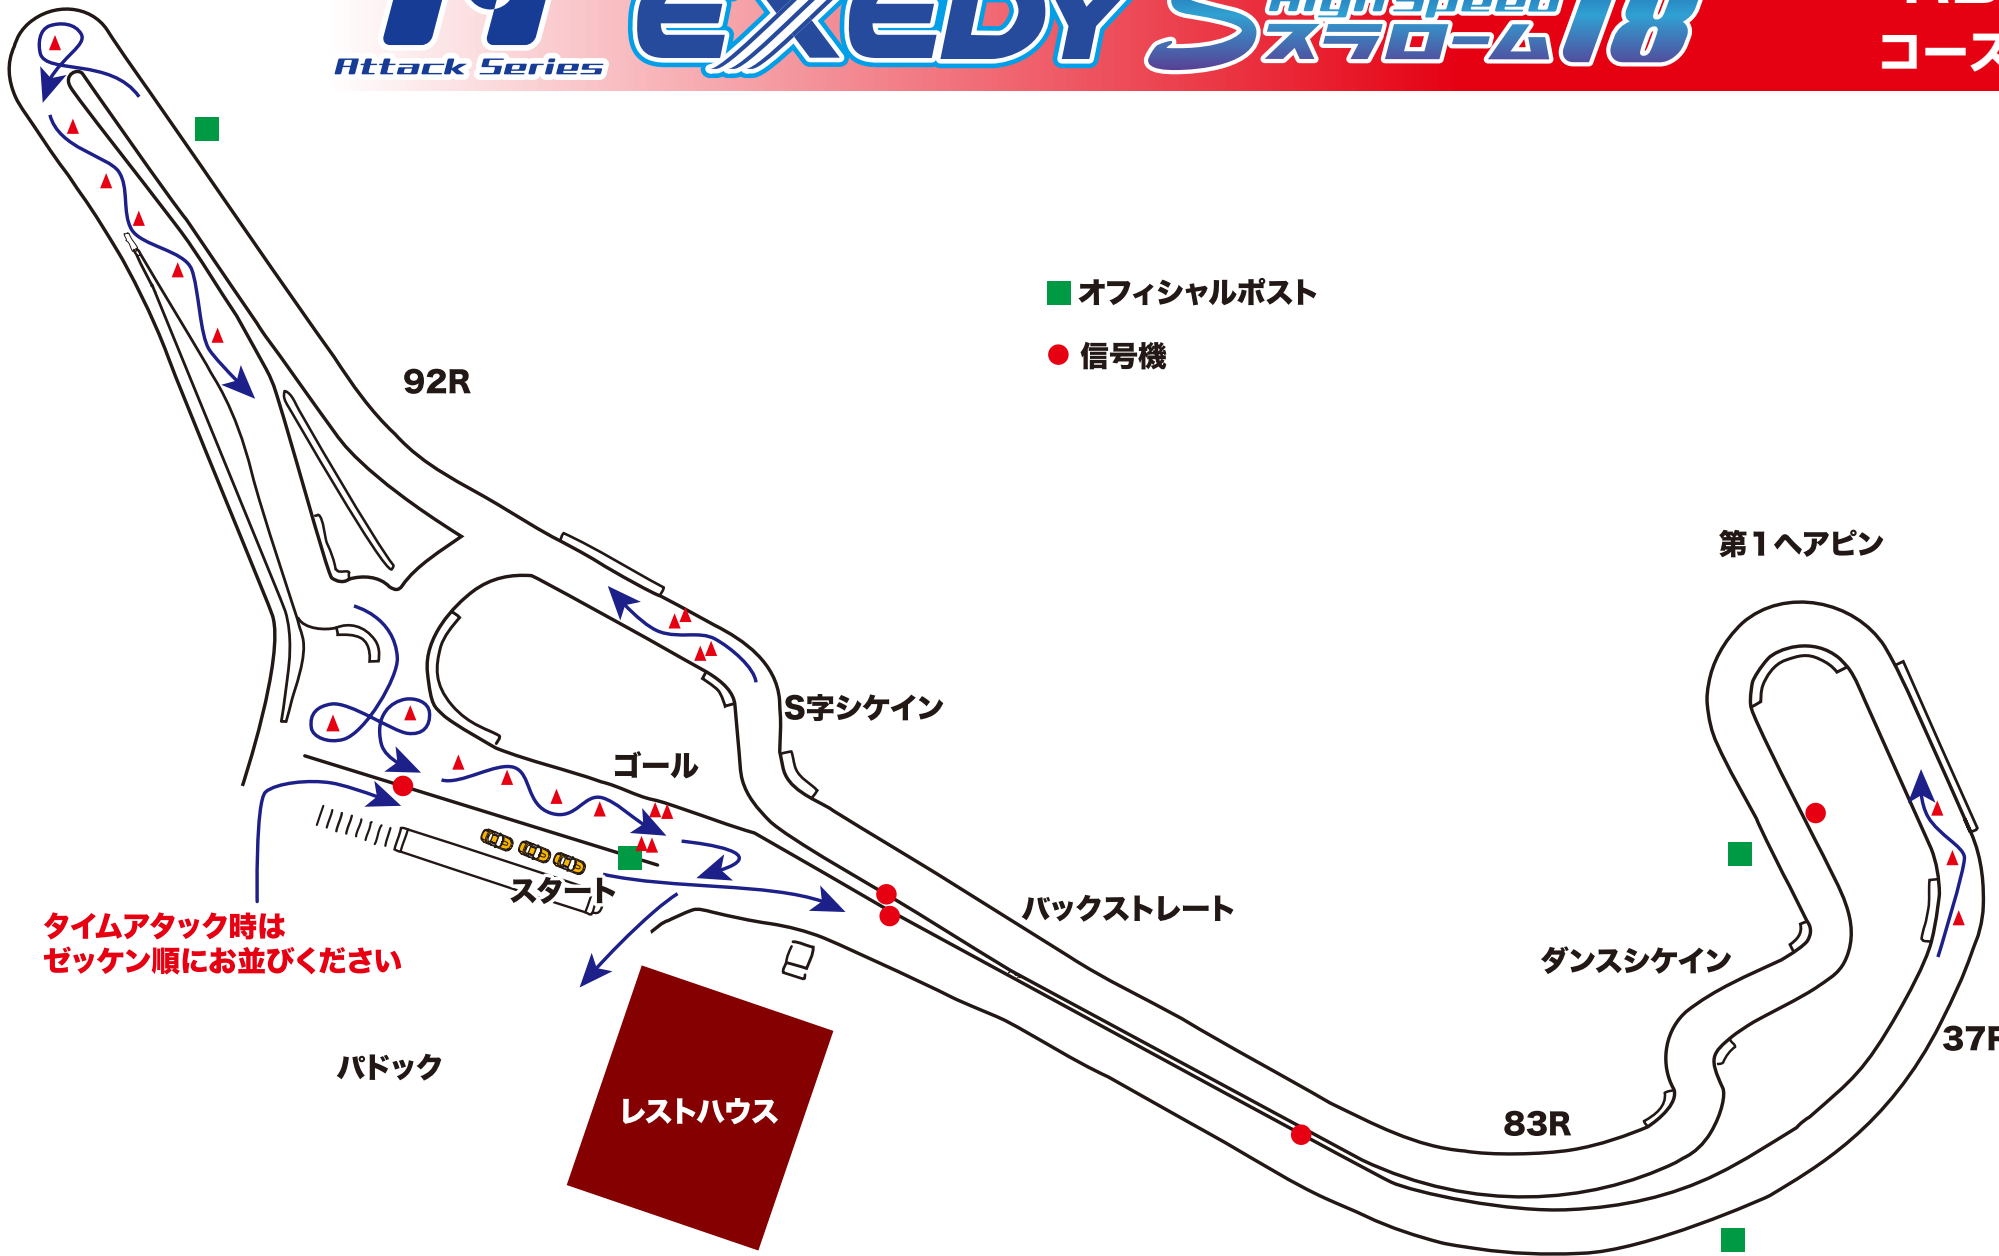 Attack Series
EXEDY
High Speed
スラローム
18
コース
92R
オフィシャルポスト
信号機
第1ヘアピン
S字シケイン
ゴール
スタート
バックストレート
タイムアタック時は
ゼッケン順にお並びください
ダンスシケイン
37R
パドック
レストハウス
83R